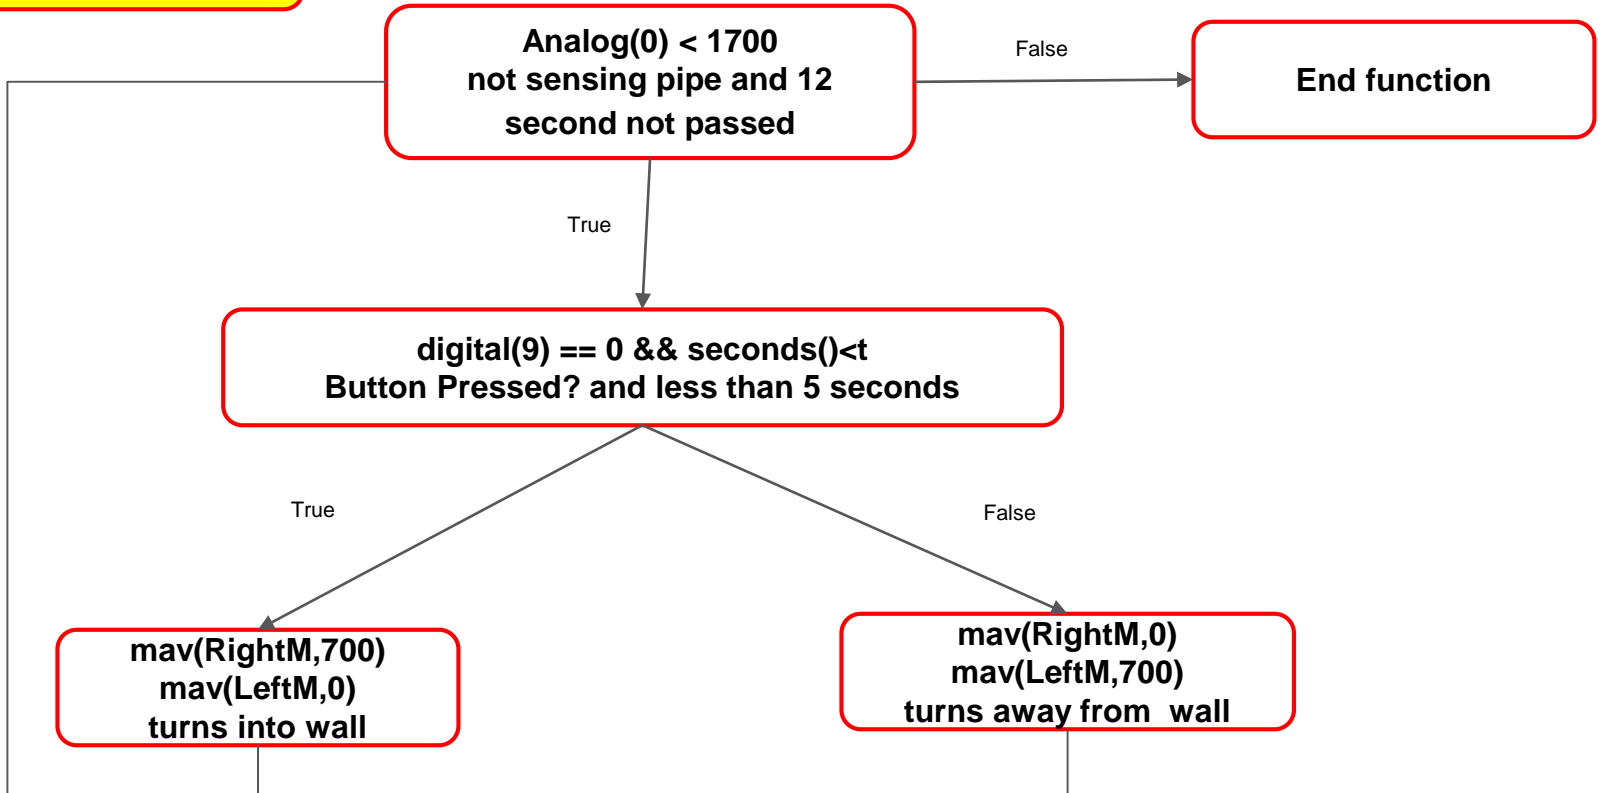 Analog(0) < 1700
not sensing pipe and 12
second not passed
False
End function
True
digital(9) == 0 && seconds()<t
Button Pressed? and less than 5 seconds
True
False
mav(RightM,700)
mav(LeftM,0)
turns into wall
mav(RightM,0)
mav(LeftM,700)
turns away from  wall